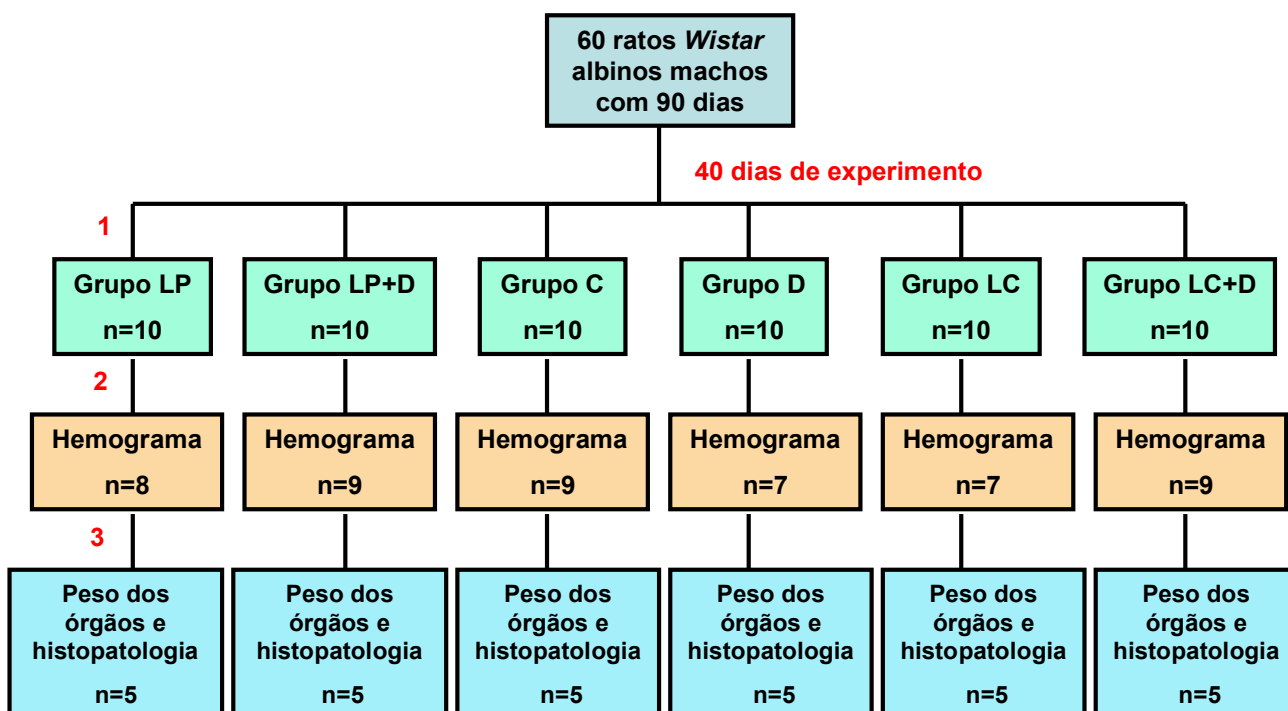 60 ratos Wistar
albinos machos
com 90 dias
40 dias de experimento
1
Grupo LP
n=10
Grupo LP+D
n=10
Grupo C
n=10
Grupo D
n=10
Grupo LC
n=10
Grupo LC+D
n=10
2
Hemograma
n=8
Hemograma
n=9
Hemograma
n=9
Hemograma
n=7
Hemograma
n=7
Hemograma
n=9
3
Peso dos
órgãos e
histopatologia
n=5
Peso dos
órgãos e
histopatologia
n=5
Peso dos
órgãos e
histopatologia
n=5
Peso dos
órgãos e
histopatologia
n=5
Peso dos
órgãos e
histopatologia
n=5
Peso dos
órgãos e
histopatologia
n=5